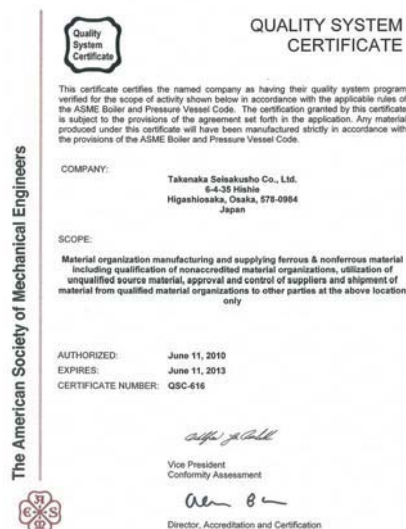 Quality
System
Certificate
QUALITY SYSTEM
CERTIFICATE
This certificate certifies the named company as having their quality system program
verified for the scope of activity shown below in accordance with the applicable rules of
the ASME Boiler and Pressure Vessel Code. The certification granted by this certificate
is subject to the provisions of the agreement set forth in the application. Any material
produced under this certificate will have been manufactured strictly in accordance with
the provisions of the ASME Boiler and Pressure Vessel Code.
COMPANY:
Takenaka Seisakusho Co., Ltd.
6-4-35 Hishie
Higashiosaka, Osaka, 578-0984
Japan
SCOPE:
Material organization manufacturing and supplying ferrous & nonferrous material
including qualification of nonaccredited material organizations, utilization of
unqualified source material, approval and control of suppliers and shipment of
material from qualified material organizations to other parties at the above location
only
AUTHORIZED: June 11, 2010
EXPIRES: June 11, 2013
CERTIFICATE NUMBER: QSC-616
Vice President
Conformity Assessment
Director, Accreditation and Certification
The American Society of Mechanical Engineers
A
E S
M